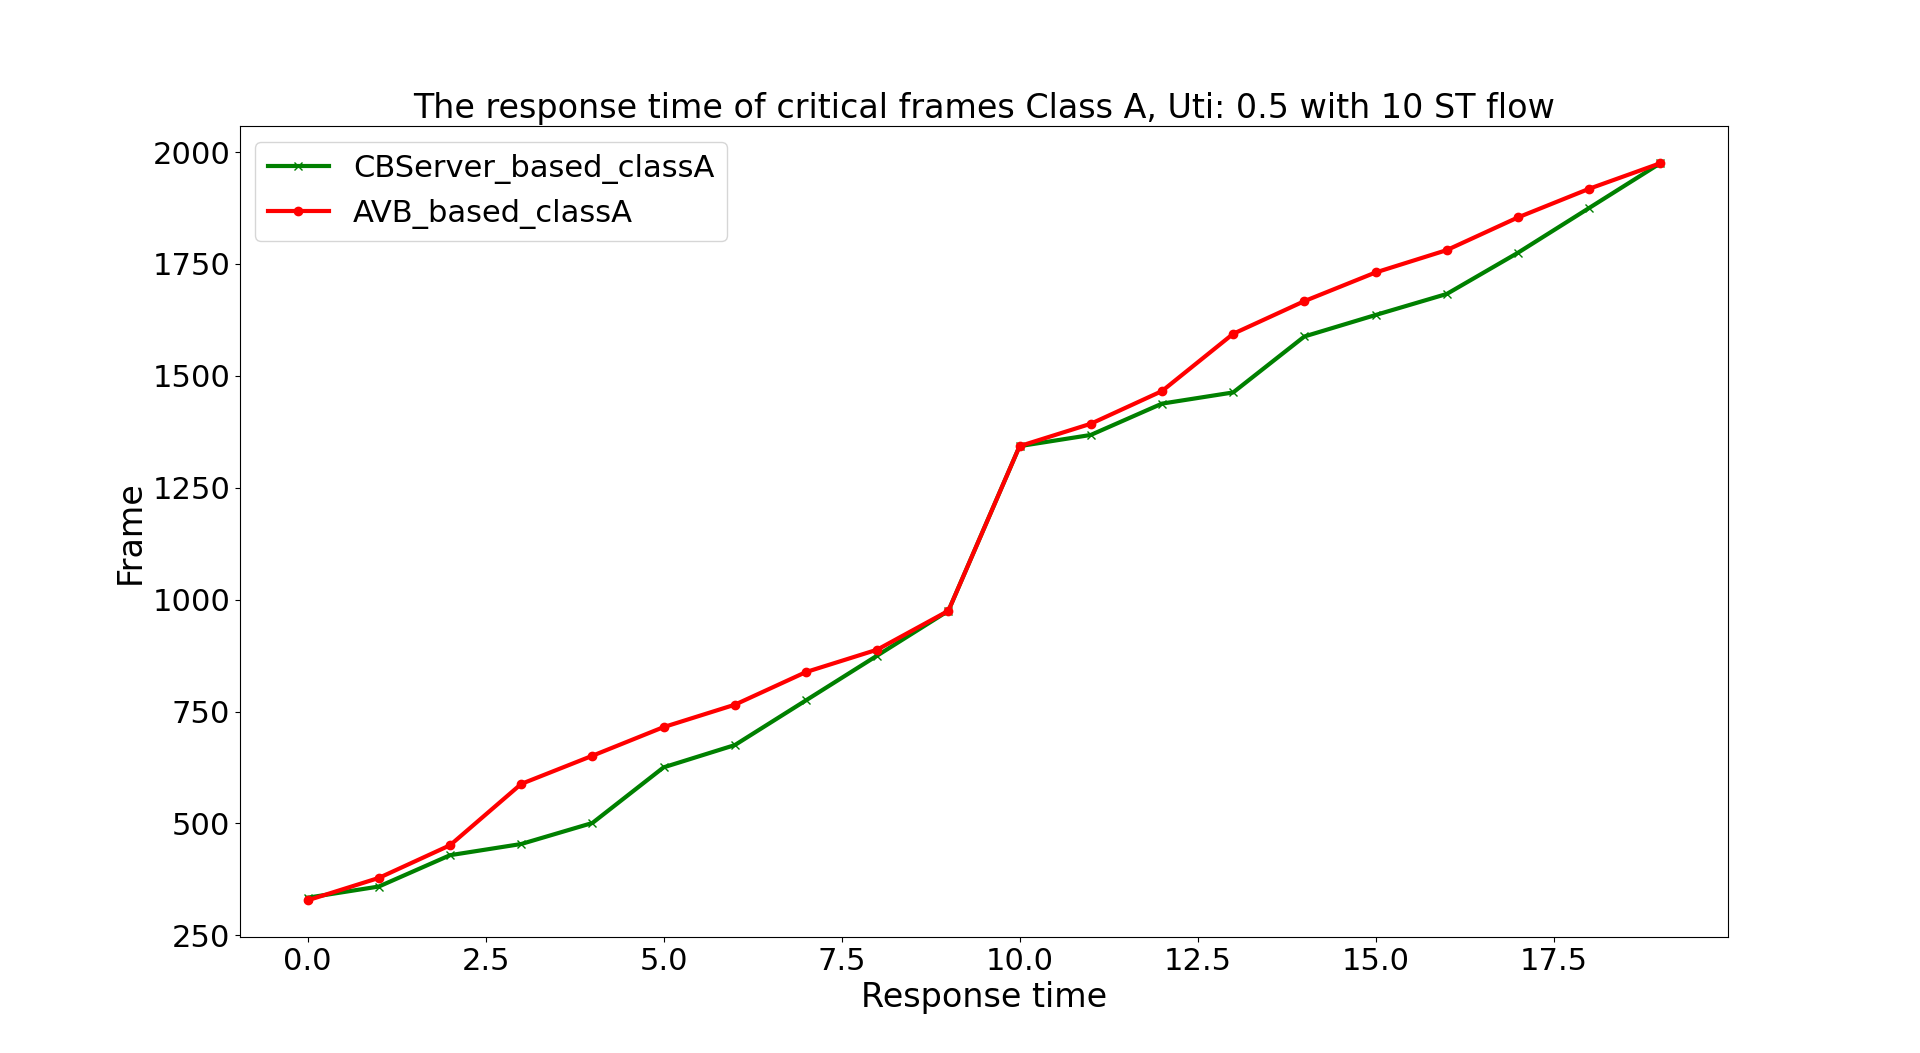 The response time of critical frames Class A, Uti: 0.5 with 10 ST flow
CBServer_based_classA
AVB_based_classA
2000
1750
1500
1250
1000
750
500
250
Frame
0.0 2.5 5.0 7.5 10.0 12.5 15.0 17.5
Response time